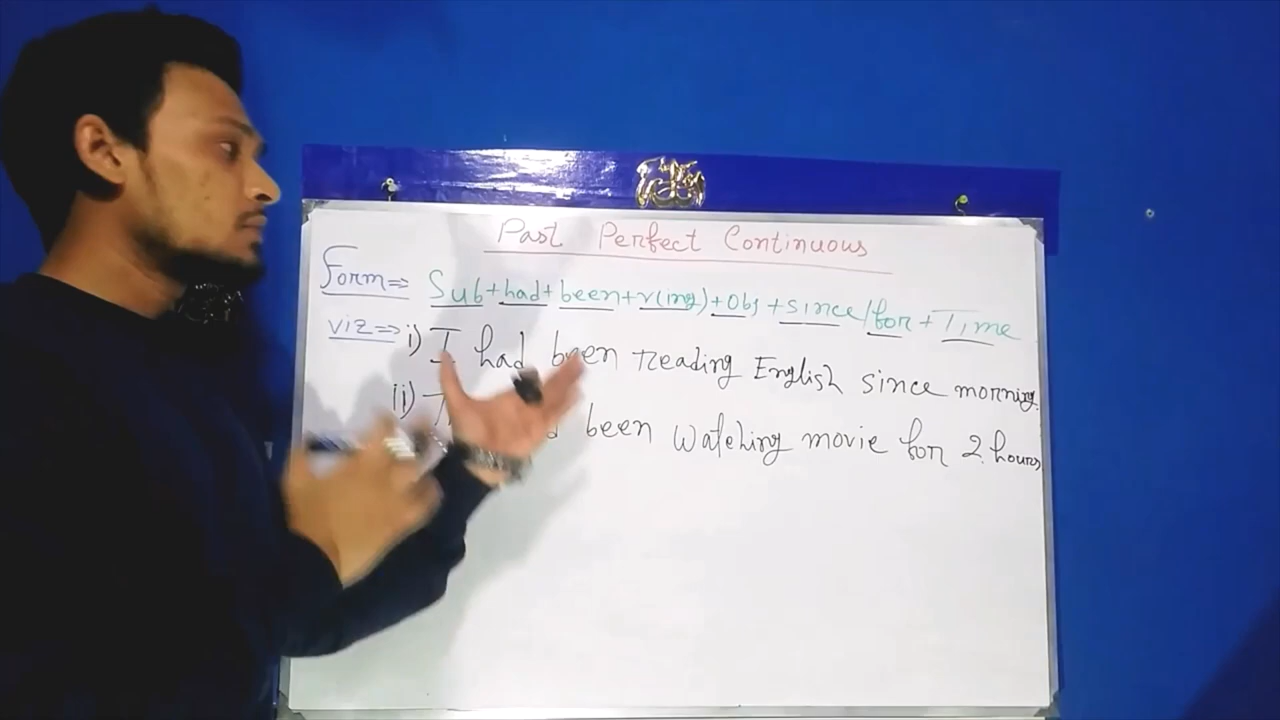 Past Perfect Continuous
Form=> Sub+had+been+v(ing)+Obj+since/for+Time
viz=> i) I had been reading English since morning.
ii) been watching movie for 2 hours